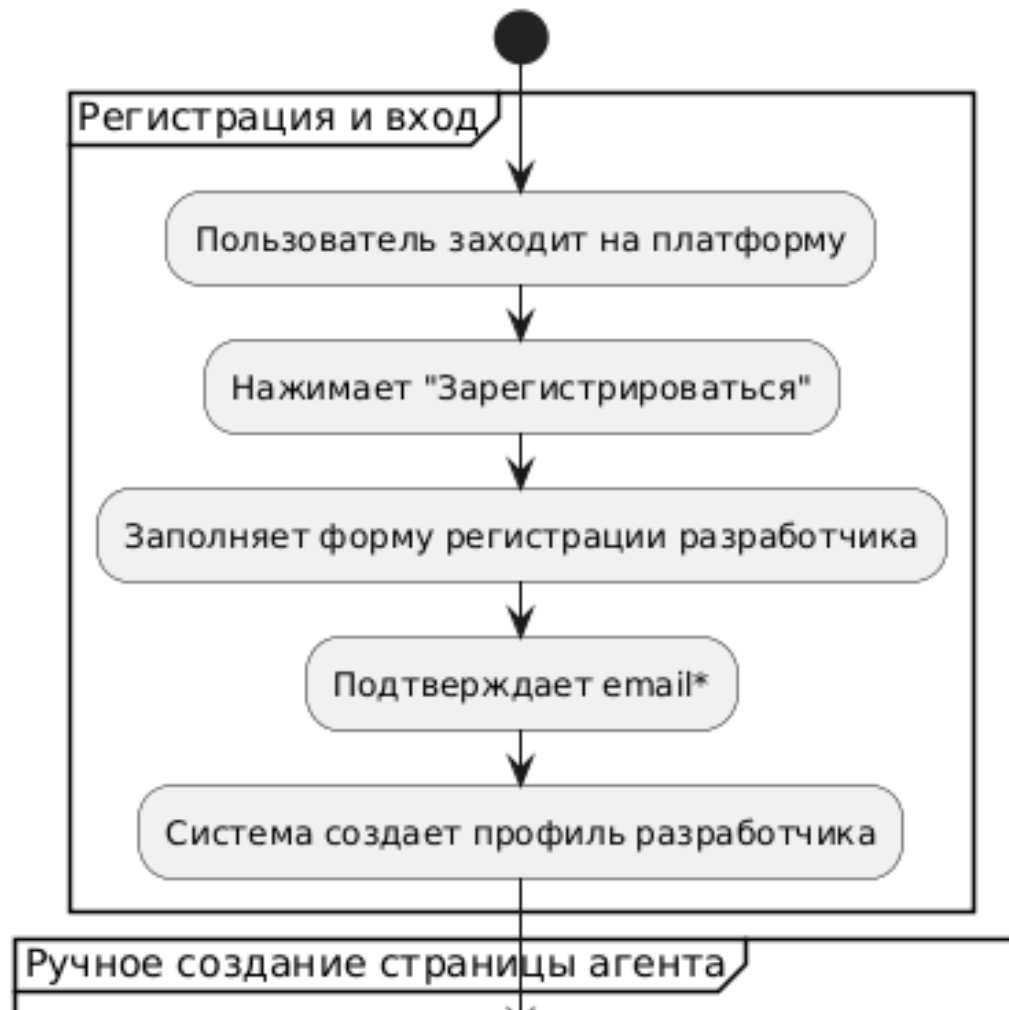 Регистрация и вход
Пользователь заходит на платформу
Нажимает "Зарегистрироваться"
Заполняет форму регистрации разработчика
Подтверждает email*
Система создает профиль разработчика
Ручное создание страницы агента